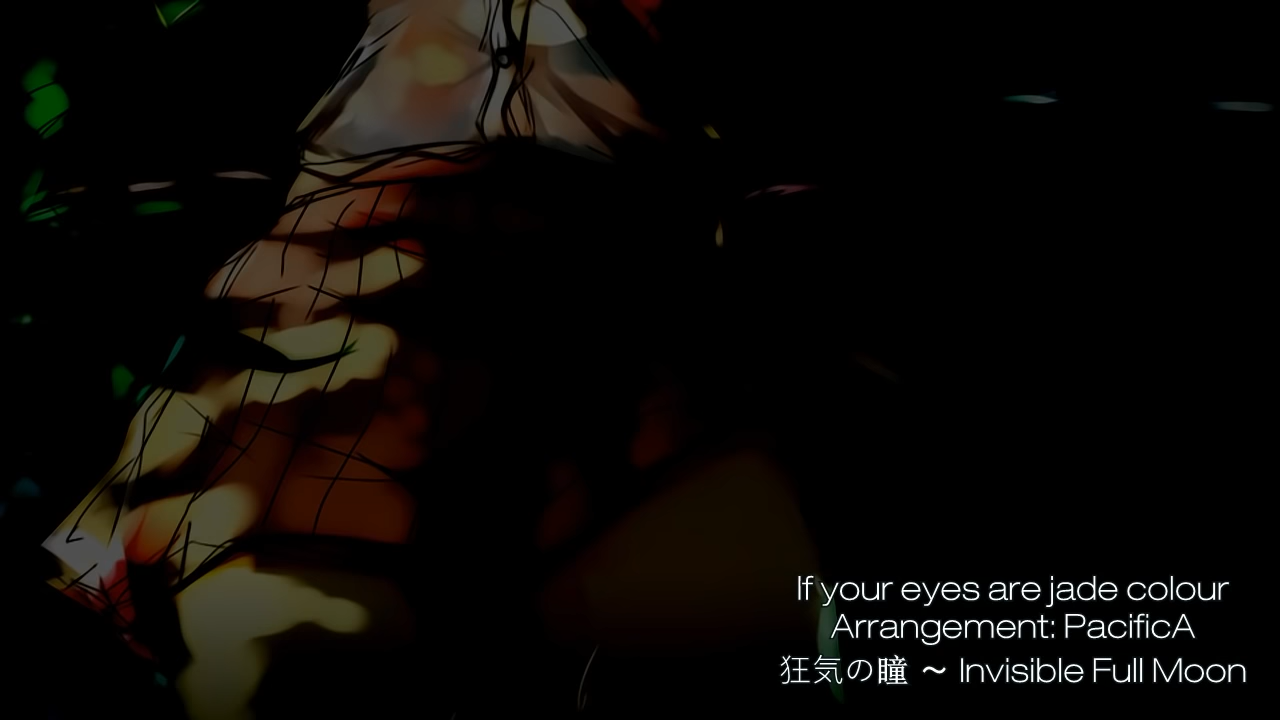 If your eyes are jade colour
Arrangement: PacificA
狂気の瞳 ～ Invisible Full Moon